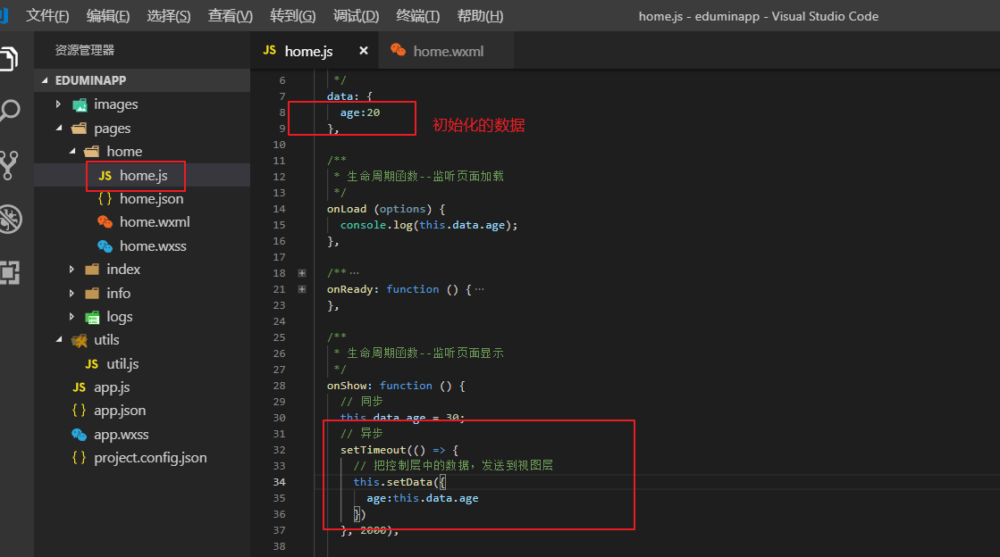 文件(F) 编辑(E) 选择(S) 查看(V) 转到(G) 调试(D) 终端(T) 帮助(H) home.js - eduminapp - Visual Studio Code
资源管理器
EDUMINAPP
images
pages
home
JS home.js
{} home.json
home.wxml
home.wxss
index
info
logs
utils
JS util.js
JS app.js
{} app.json
app.wxss
{} project.config.json
JS home.js × home.wxml
6 */
7 data: {
8 age:20
9 },
初始化的数据
10
11 /**
12 * 生命周期函数--监听页面加载
13 */
14 onLoad (options) {
15 console.log(this.data.age);
16 },
17
18 /** …
21 onReady: function () { …
23 },
24
25 /**
26 * 生命周期函数--监听页面显示
27 */
28 onShow: function () {
29 // 同步
30 this.data.age = 30;
31 // 异步
32 setTimeout(() => {
33 // 把控制层中的数据，发送到视图层
34 this.setData({
35 age:this.data.age
36 })
37 }, 2000);
38